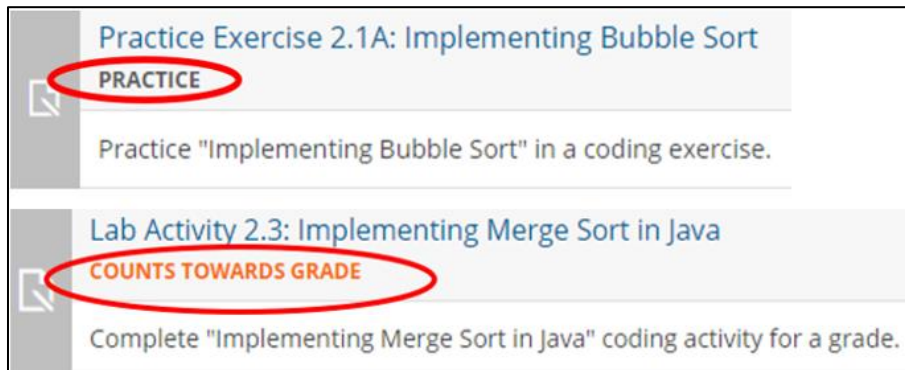 Practice Exercise 2.1A: Implementing Bubble Sort
PRACTICE
Practice "Implementing Bubble Sort" in a coding exercise.
Lab Activity 2.3: Implementing Merge Sort in Java
COUNTS TOWARDS GRADE
Complete "Implementing Merge Sort in Java" coding activity for a grade.